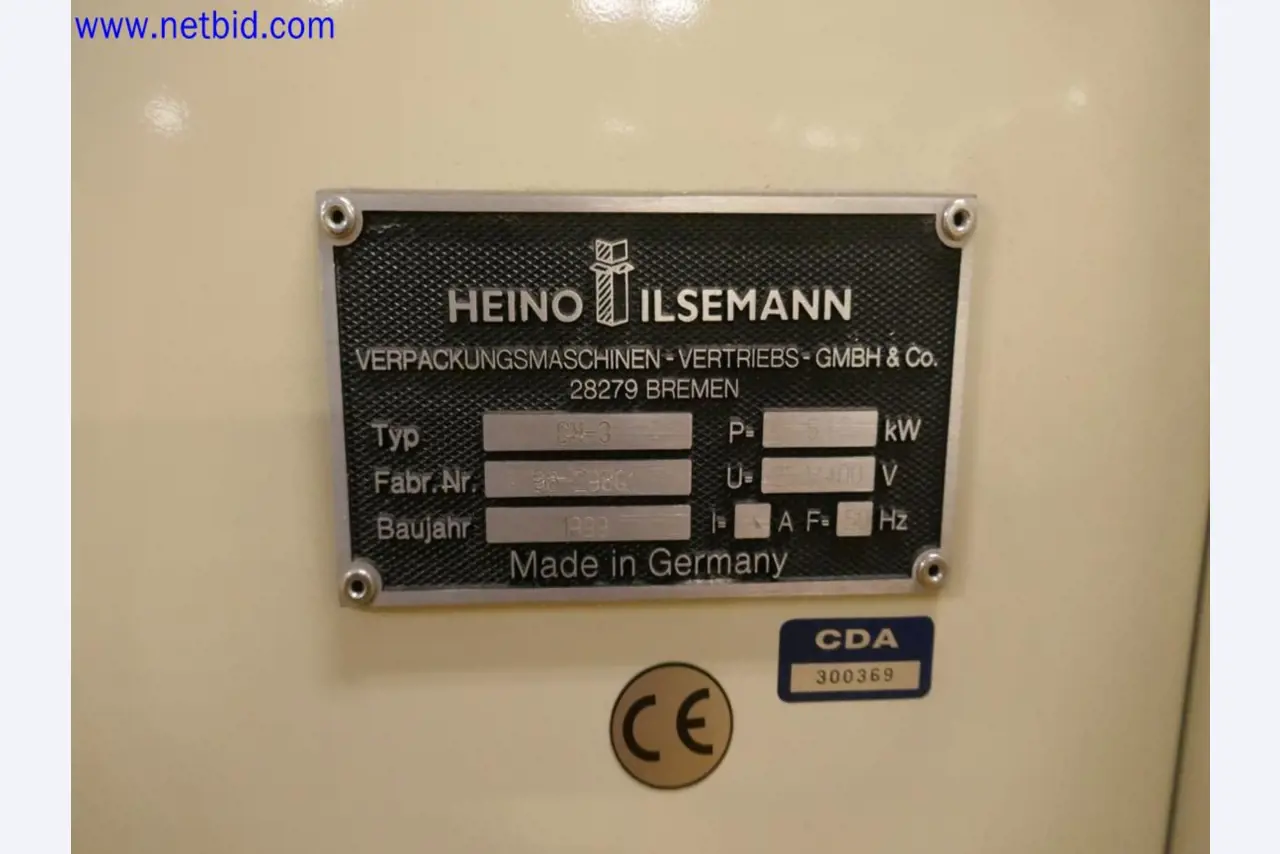 www.netbid.com
HEINO ILSEMANN
VERPACKUNGSMASCHINEN - VERTRIEBS - GMBH & Co.
28279 BREMEN
Typ P= kW
Fabr. Nr. U= V
Baujahr I= A F= Hz
Made in Germany
CDA
300369
CE